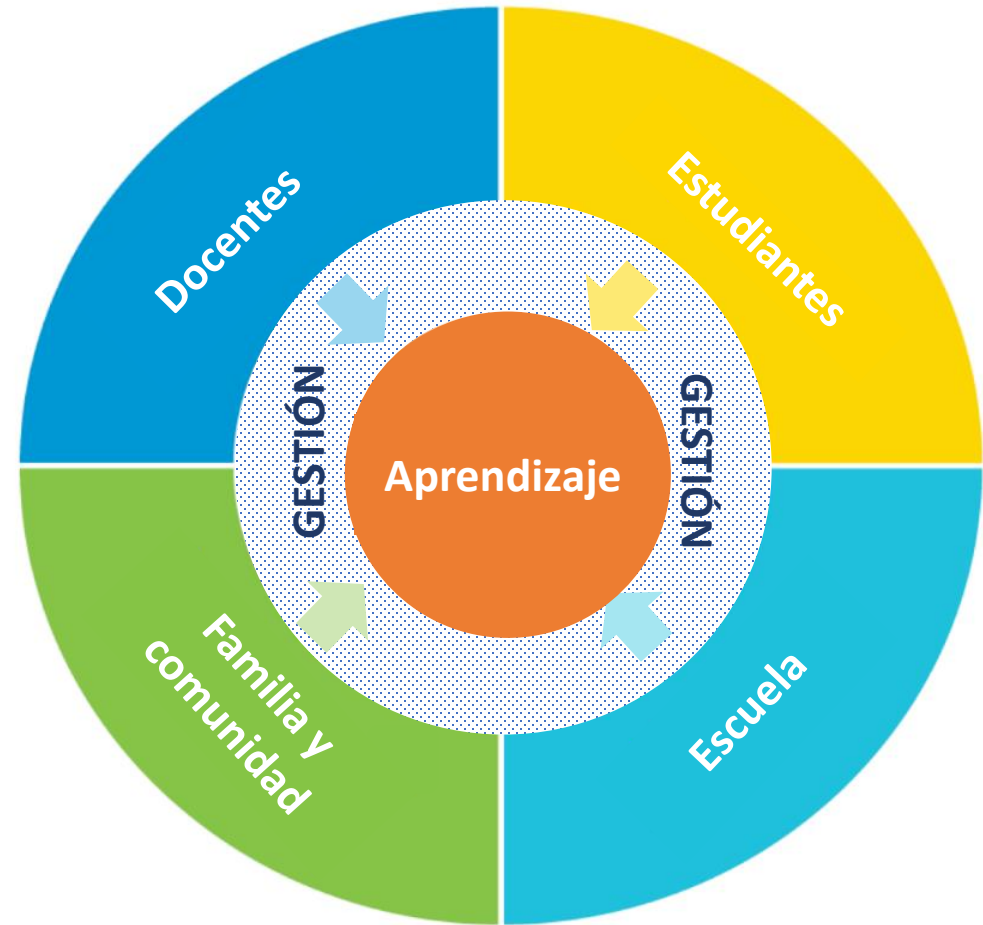 Docentes
Estudiantes
GESTIÓN
GESTIÓN
Aprendizaje
Familia y
comunidad
Escuela